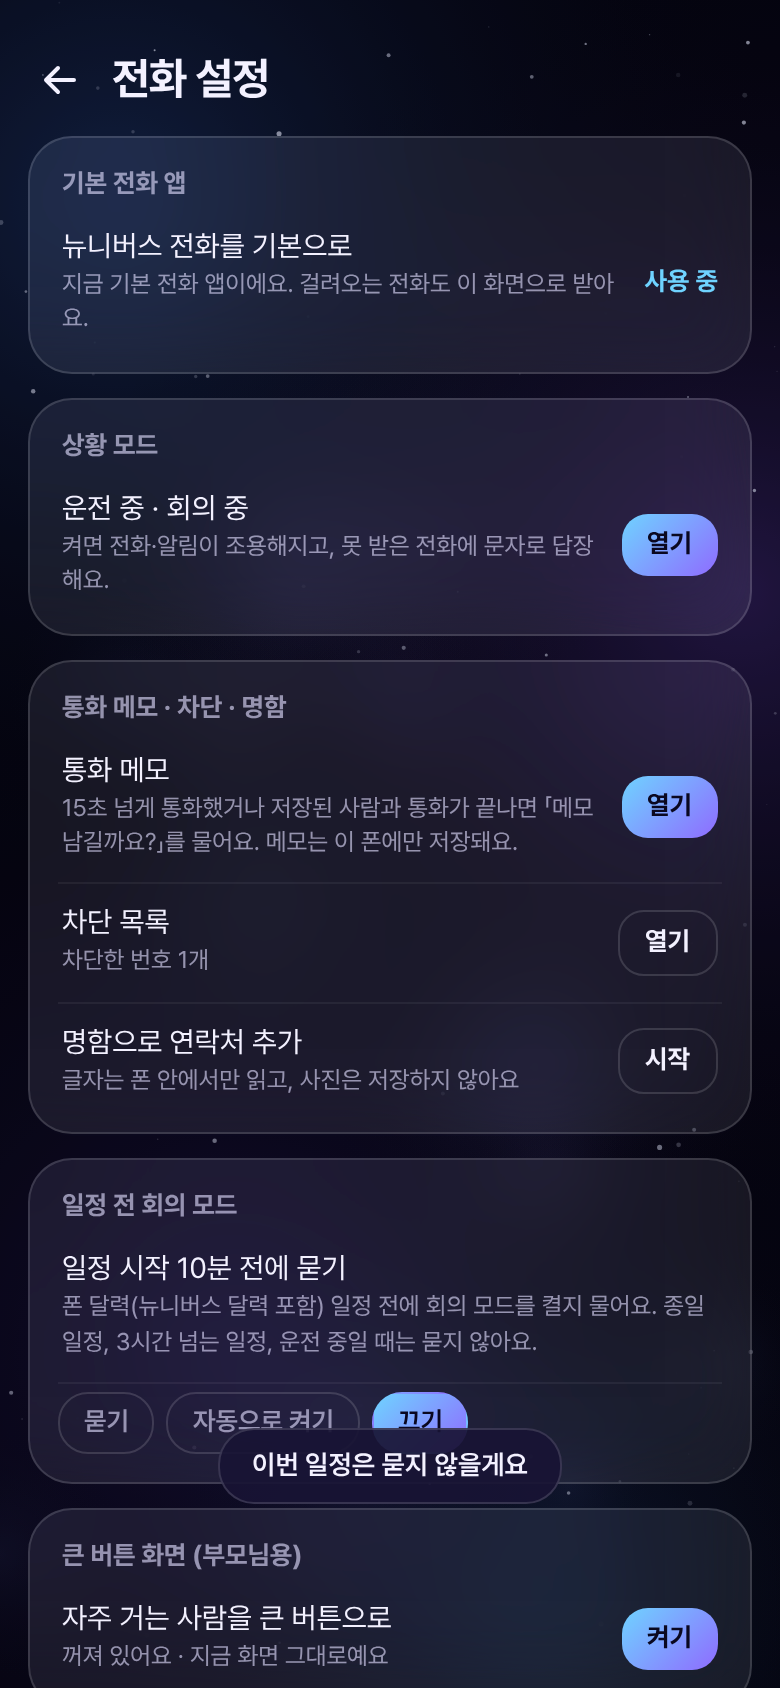 전화 설정
기본 전화 앱
뉴니버스 전화를 기본으로
지금 기본 전화 앱이에요. 걸려오는 전화도 이 화면으로 받아
요.
사용 중
상황 모드
운전 중 · 회의 중
켜면 전화·알림이 조용해지고, 못 받은 전화에 문자로 답장
해요.
열기
통화 메모 · 차단 · 명함
통화 메모
15초 넘게 통화했거나 저장된 사람과 통화가 끝나면 「메모
남길까요?」를 물어요. 메모는 이 폰에만 저장돼요.
열기
차단 목록
차단한 번호 1개
열기
명함으로 연락처 추가
글자는 폰 안에서만 읽고, 사진은 저장하지 않아요
시작
일정 전 회의 모드
일정 시작 10분 전에 묻기
폰 달력(뉴니버스 달력 포함) 일정 전에 회의 모드를 켤지 물어요. 종일
일정, 3시간 넘는 일정, 운전 중일 때는 묻지 않아요.
묻기 자동으로 켜기 끄기
이번 일정은 묻지 않을게요
큰 버튼 화면 (부모님용)
자주 거는 사람을 큰 버튼으로
꺼져 있어요 · 지금 화면 그대로예요
켜기